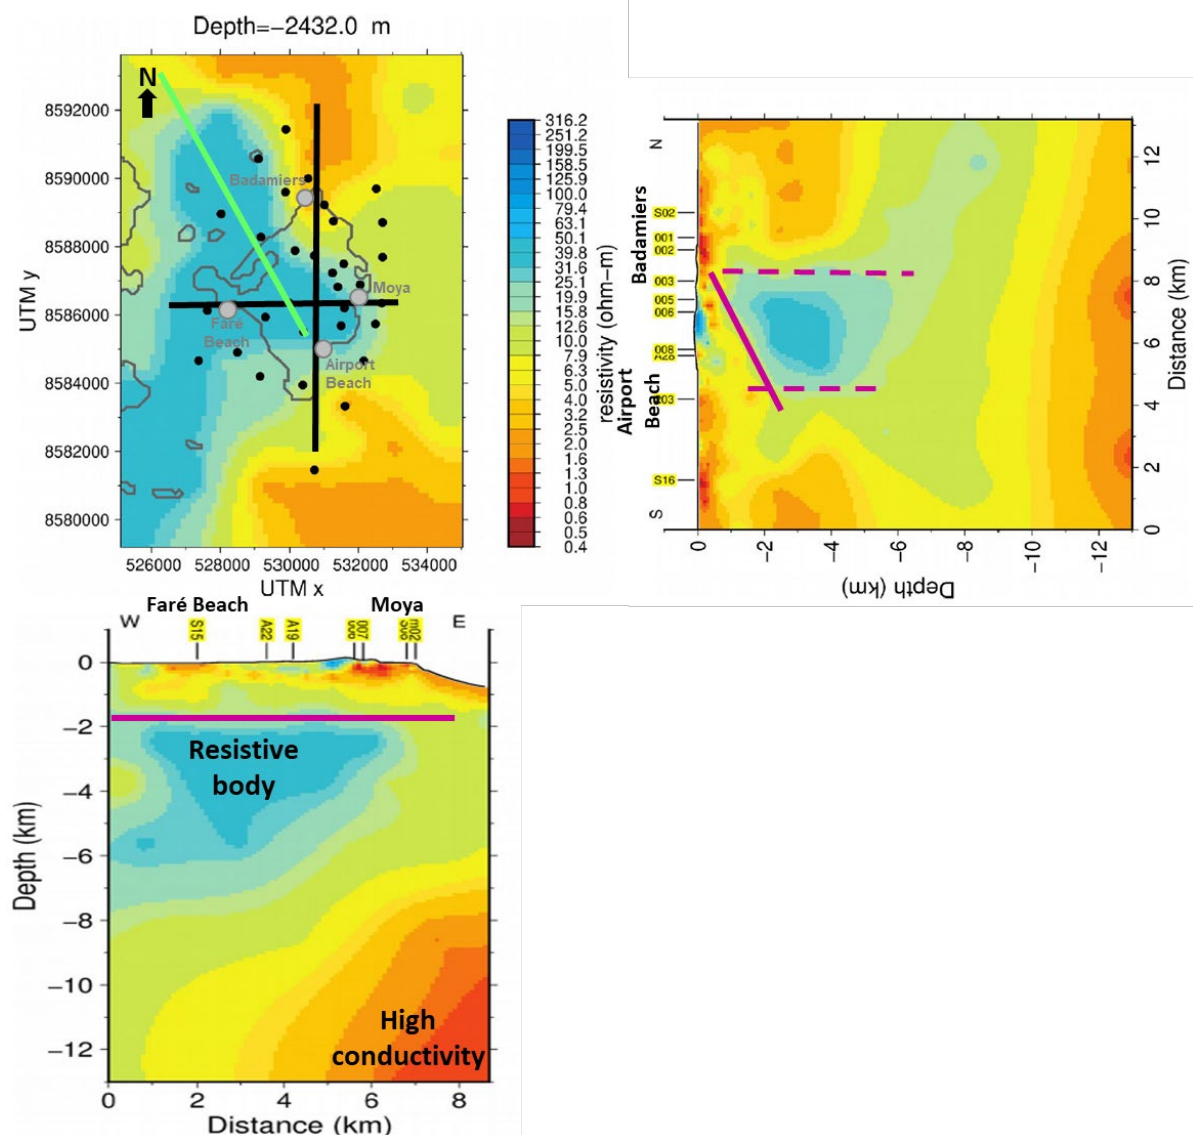 Depth=−2432.0 m
N
8592000
8590000
8588000
8586000
8584000
8582000
8580000
UTM y
526000 528000 530000 532000 534000
UTM x
Badamiers
Moya
Faré
Beach
Airport
Beach
316.2
251.2
199.5
158.5
125.9
100.0
79.4
63.1
50.1
39.8
31.6
25.1
19.9
15.8
12.6
10.0
7.9
6.3
5.0
4.0
3.2
2.5
2.0
1.6
1.3
1.0
0.8
0.6
0.5
0.4
resistivity (ohm−m)
N
Badamiers
Airport
Beach
S
S02
001
002
003
005
006
008
S16
0 −2 −4 −6 −8 −10 −12
Depth (km)
12
10
8
6
4
2
0
Distance (km)
Faré Beach Moya
W E
S15 A22 A19 007 m02
0
−2
−4
−6
−8
−10
−12
Depth (km)
Resistive
body
High
conductivity
0 2 4 6 8
Distance (km)